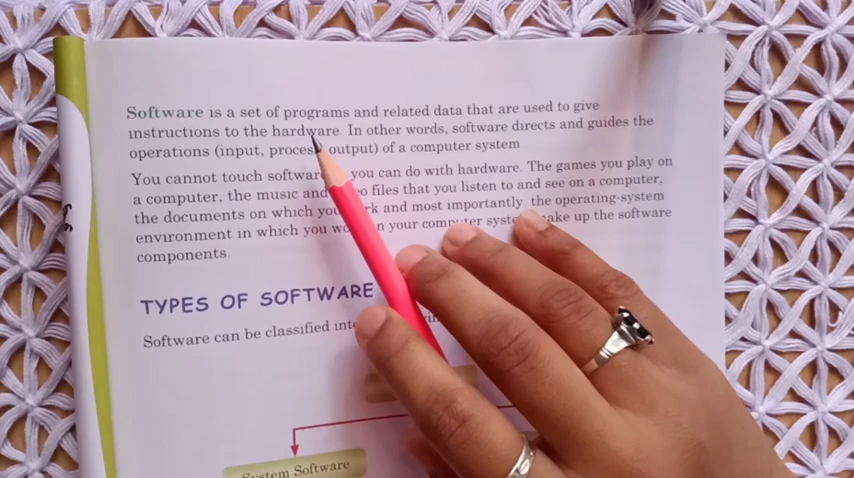 Software is a set of programs and related data that are used to give
instructions to the hardware. In other words, software directs and guides the
operations (input, process output) of a computer system
You cannot touch software you can do with hardware. The games you play on
a computer, the music and files that you listen to and see on a computer,
the documents on which you and most importantly, the operating-system
environment in which you your computer system make up the software
components.
TYPES OF SOFTWARE
Software can be classified into
System Software